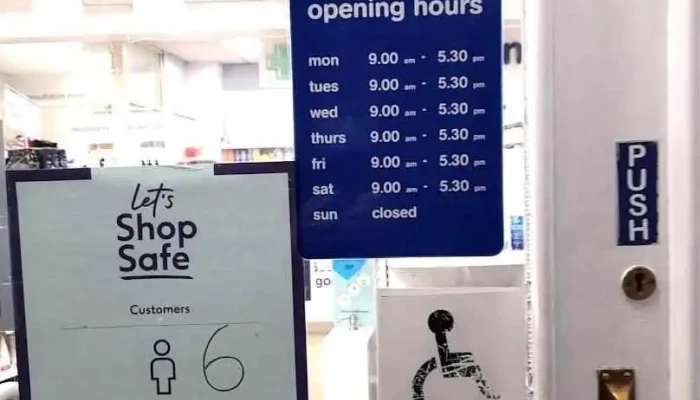 opening hours
mon 9.00 am - 5.30 pm
tues 9.00 am - 5.30 pm
wed 9.00 am - 5.30 pm
thurs 9.00 am - 5.30 pm
fri 9.00 am - 5.30 pm
sat 9.00 am - 5.30 pm
sun closed
Let's
Shop
Safe
Customers
6
PUSH